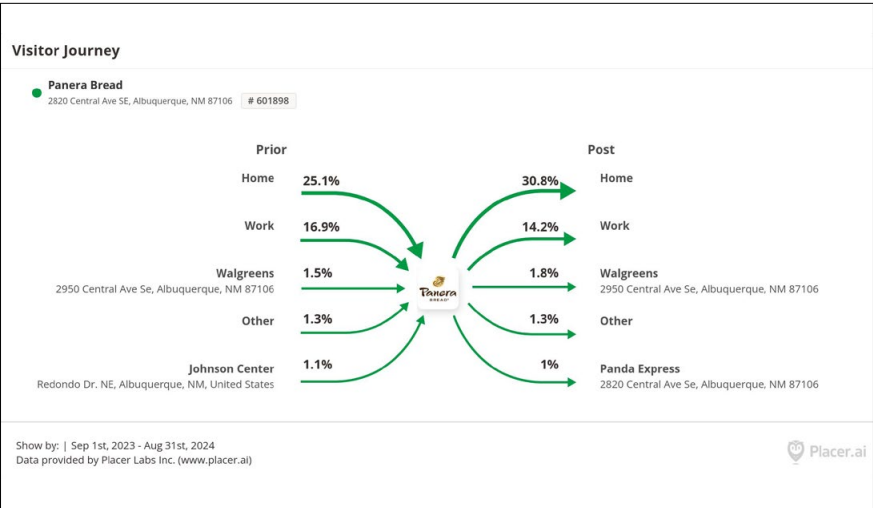 Visitor Journey
Panera Bread
2820 Central Ave SE, Albuquerque, NM 87106 # 601898
Prior Post
Home 25.1% 30.8% Home
Work 16.9% 14.2% Work
Walgreens 1.5% 1.8% Walgreens
2950 Central Ave Se, Albuquerque, NM 87106 2950 Central Ave Se, Albuquerque, NM 87106
Panera
BREAD®
Other 1.3% 1.3% Other
Johnson Center 1.1% 1% Panda Express
Redondo Dr. NE, Albuquerque, NM, United States 2820 Central Ave Se, Albuquerque, NM 87106
Show by: | Sep 1st, 2023 - Aug 31st, 2024
Data provided by Placer Labs Inc. (www.placer.ai)
Placer.ai